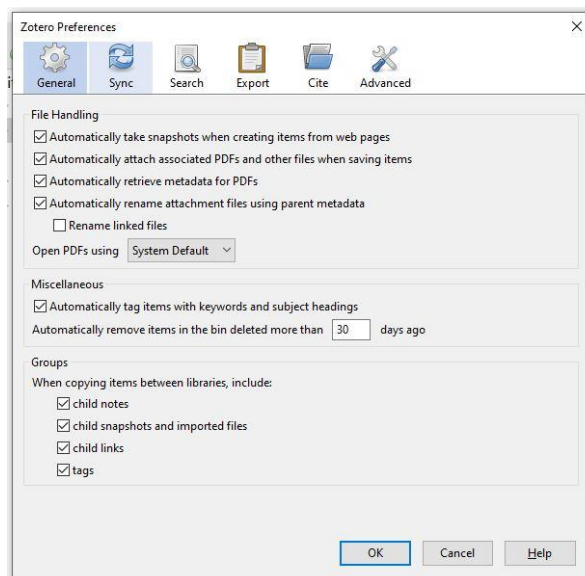 Zotero Preferences
General Sync Search Export Cite Advanced
File Handling
Automatically take snapshots when creating items from web pages
Automatically attach associated PDFs and other files when saving items
Automatically retrieve metadata for PDFs
Automatically rename attachment files using parent metadata
Rename linked files
Open PDFs using System Default
Miscellaneous
Automatically tag items with keywords and subject headings
Automatically remove items in the bin deleted more than 30 days ago
Groups
When copying items between libraries, include:
child notes
child snapshots and imported files
child links
tags
OK Cancel Help